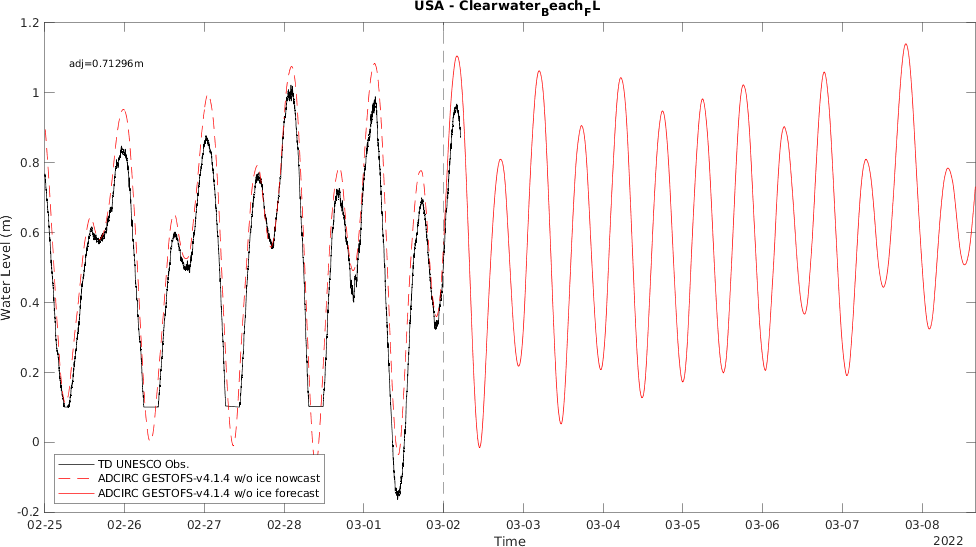 USA - ClearwaterBeachFL
adj=0.71296m
1.2
1
0.8
0.6
0.4
0.2
0
-0.2
Water Level (m)
TD UNESCO Obs.
ADCIRC GESTOFS-v4.1.4 w/o ice nowcast
ADCIRC GESTOFS-v4.1.4 w/o ice forecast
02-25 02-26 02-27 02-28 03-01 03-02 03-03 03-04 03-05 03-06 03-07 03-08
Time
2022